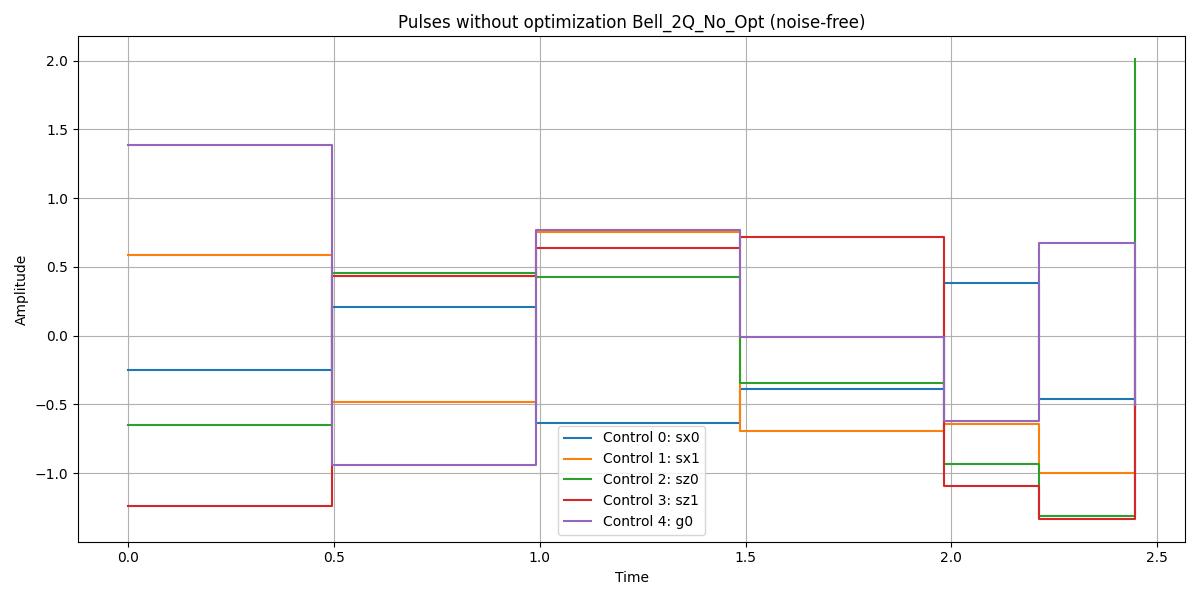 Pulses without optimization Bell_2Q_No_Opt (noise-free)
Amplitude
2.0
1.5
1.0
0.5
0.0
−0.5
−1.0
Control 0: sx0
Control 1: sx1
Control 2: sz0
Control 3: sz1
Control 4: g0
0.0 0.5 1.0 1.5 2.0 2.5
Time